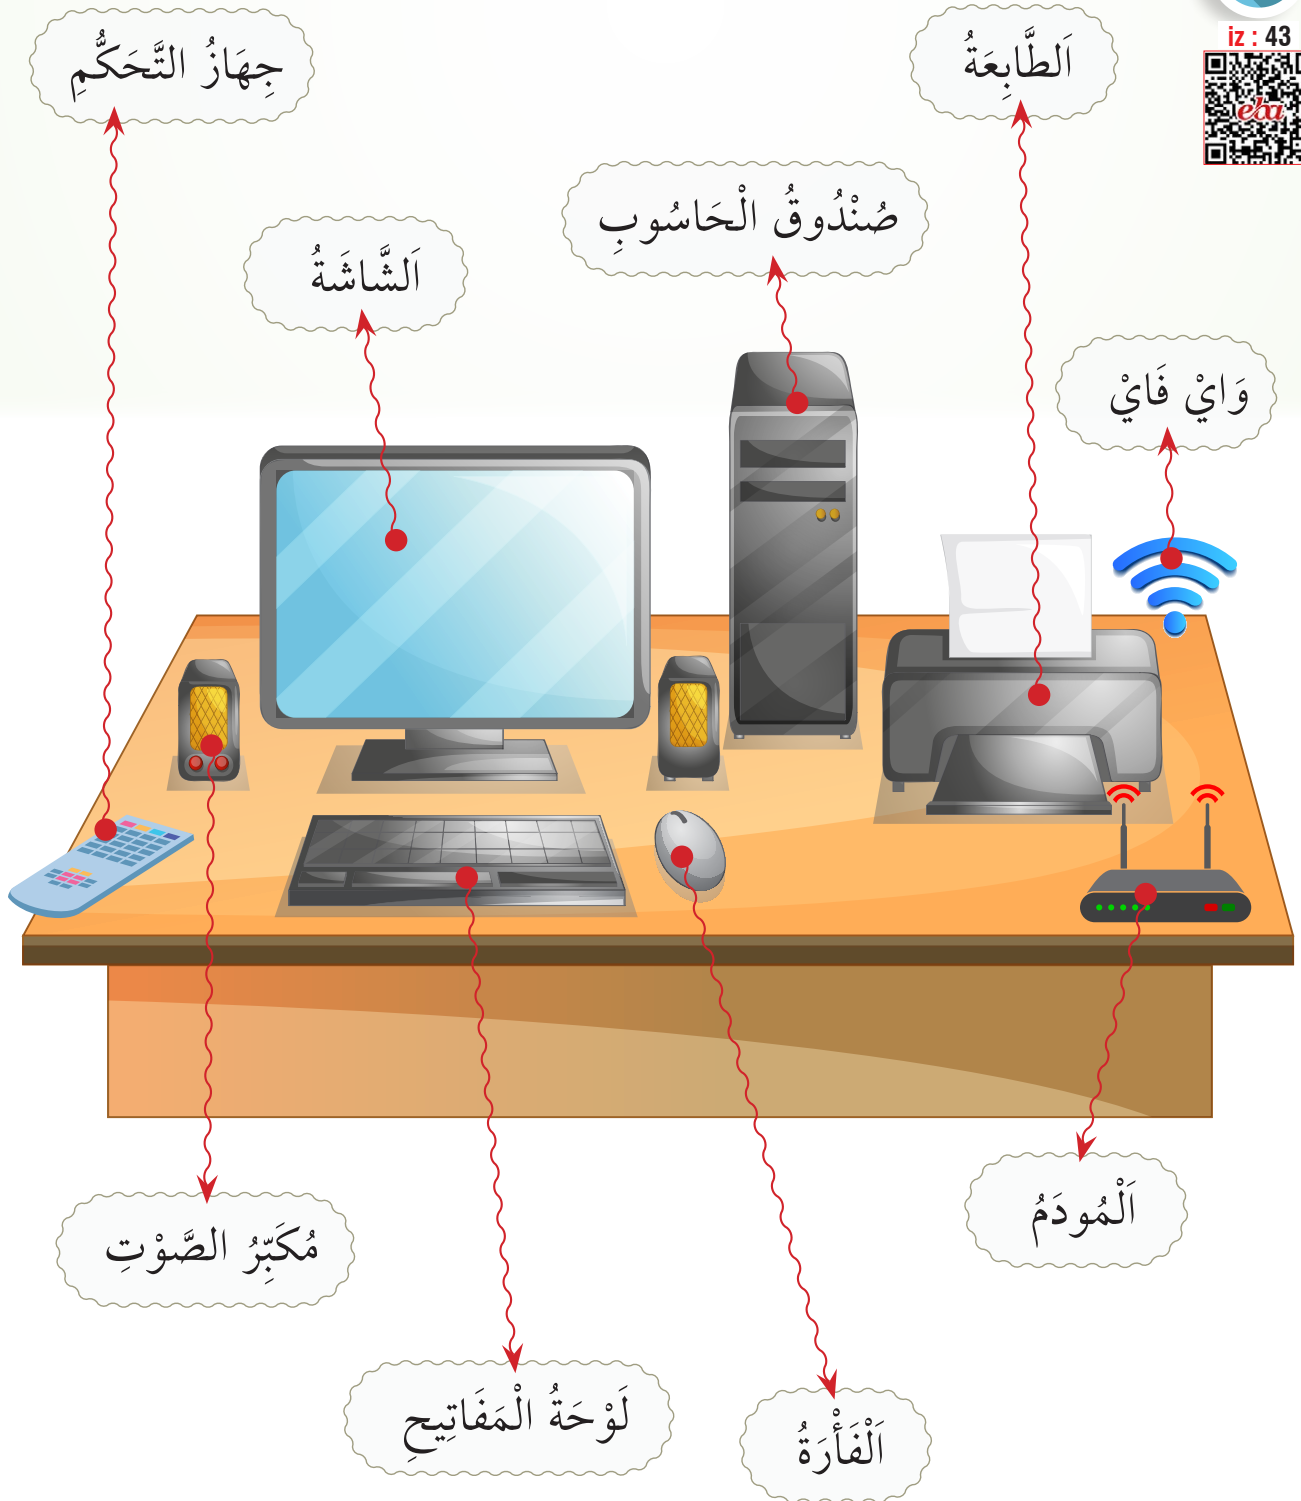 جِهَازُ التَّحَكُّمِ
اَلطَّابِعَةُ
iz : 43
eba
صُنْدُوقُ الْحَاسُوبِ
اَلشَّاشَةُ
وَايْ فَايْ
اَلْمُودَمُ
مُكَبِّرُ الصَّوْتِ
لَوْحَةُ الْمَفَاتِيحِ
اَلْفَأْرَةُ